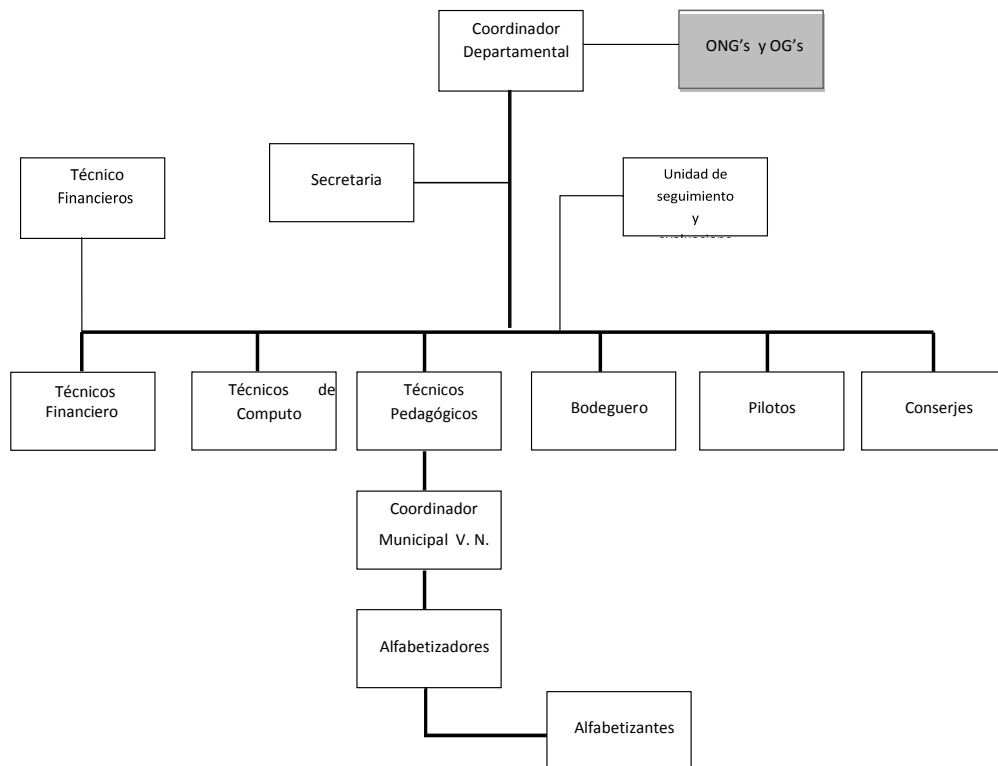 Coordinador
Departamental
ONG’s y OG’s
Técnico
Financieros
Secretaria
Unidad de
seguimiento
y
Técnicos
Financiero
Técnicos de
Computo
Técnicos
Pedagógicos
Bodeguero
Pilotos
Conserjes
Coordinador
Municipal V. N.
Alfabetizadores
Alfabetizantes